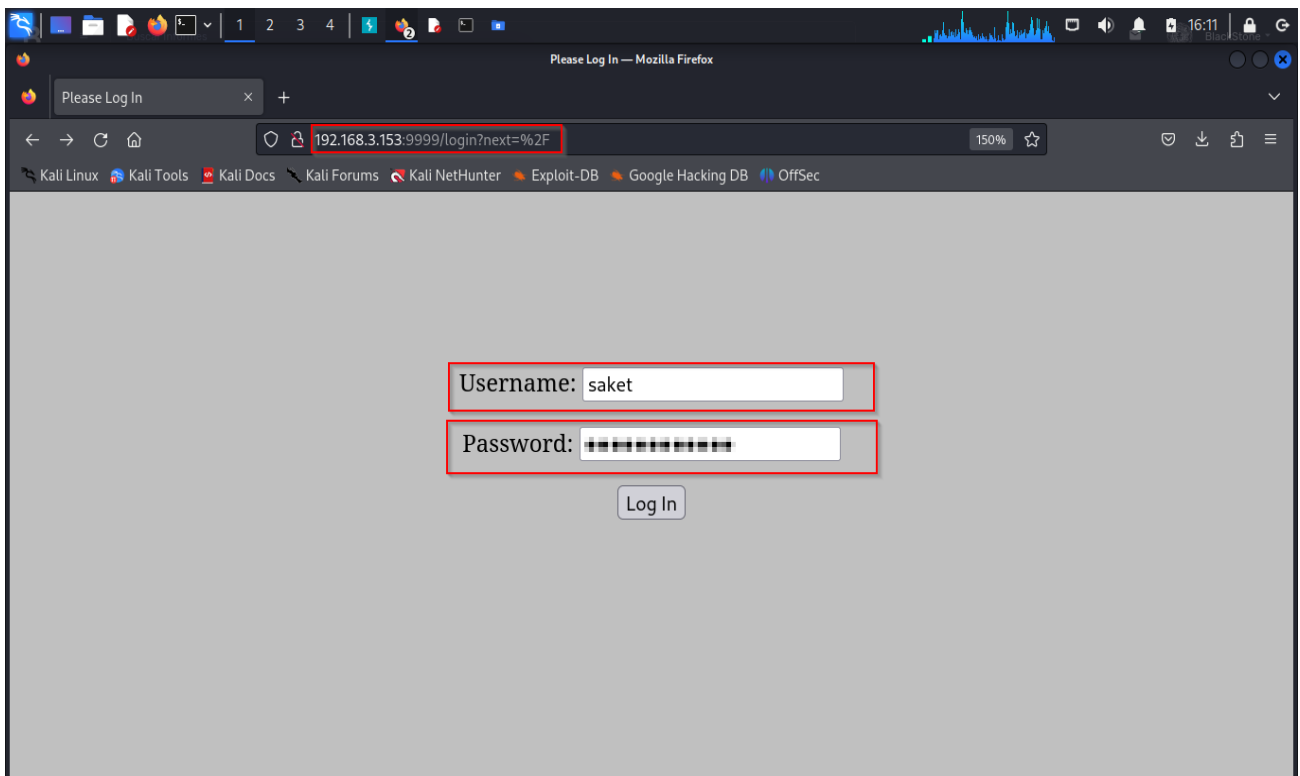 1 2 3 4 2 16:11
BlackStone
Please Log In — Mozilla Firefox
Please Log In × +
192.168.3.153:9999/login?next=%2F 150%
Kali Linux Kali Tools Kali Docs Kali Forums Kali NetHunter Exploit-DB Google Hacking DB OffSec
Username: saket
Password:
Log In